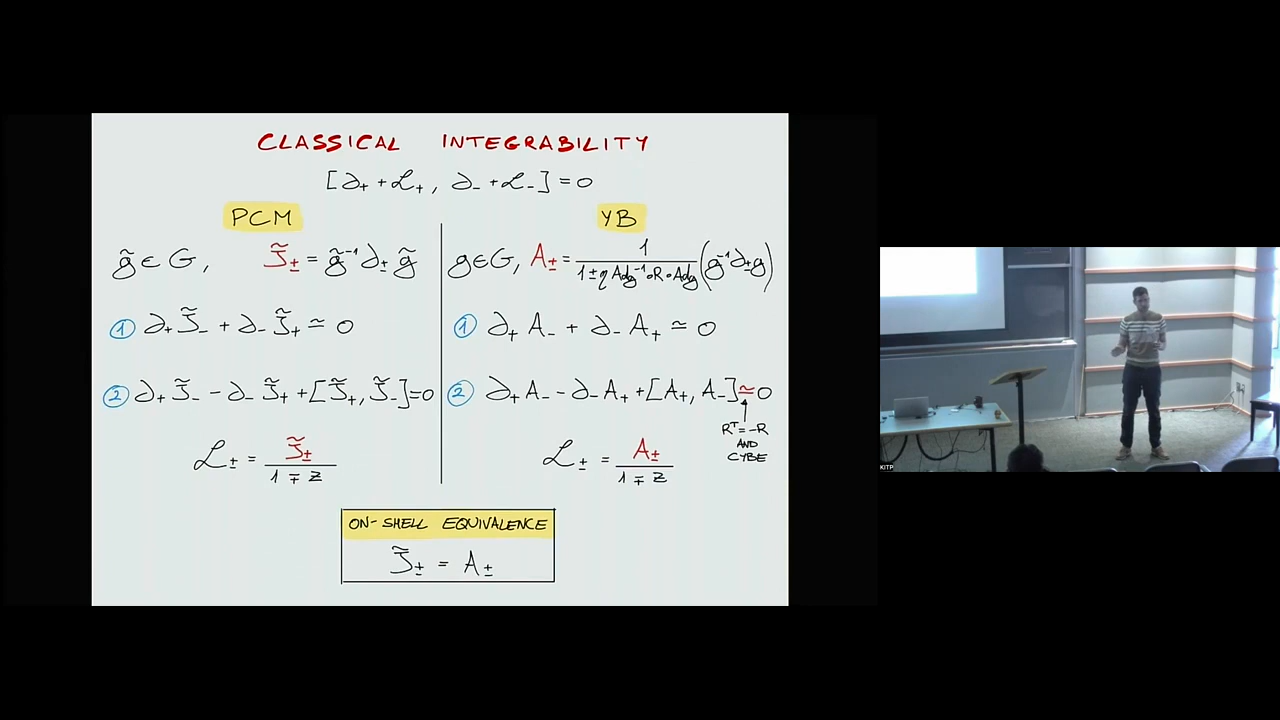 CLASSICAL INTEGRABILITY
[∂₊ + ℒ₊, ∂₋ + ℒ₋] = 0
PCM
g̃ ∈ G, J̃± = g̃⁻¹∂±g̃
① ∂₊J̃₋ + ∂₋J̃₊ ≃ 0
② ∂₊J̃₋ - ∂₋J̃₊ + [J̃₊, J̃₋] = 0
ℒ± = J̃± / (1 ∓ z)
YB
g ∈ G, A± = 1 / (1 ± η Ad_g⁻¹ ∘ R ∘ Ad_g) (g⁻¹∂±g)
① ∂₊A₋ + ∂₋A₊ ≃ 0
② ∂₊A₋ - ∂₋A₊ + [A₊, A₋] ≃ 0
Rᵀ = -R
AND
CYBE
ℒ± = A± / (1 ∓ z)
ON-SHELL EQUIVALENCE
J̃± = A±
KITP